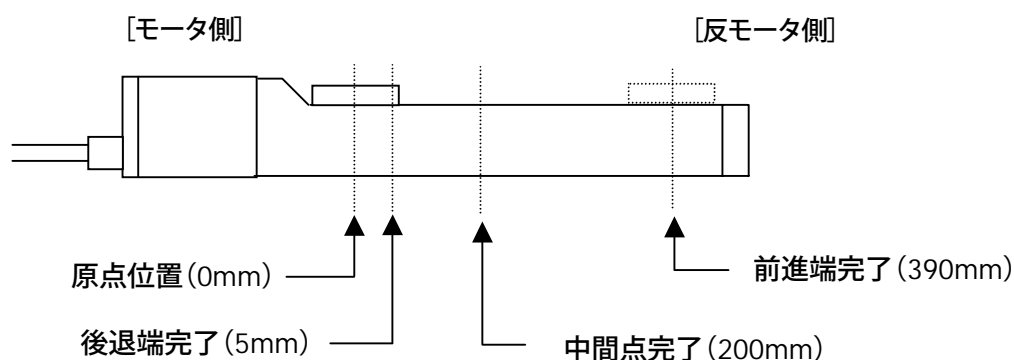 [モータ側]
[反モータ側]
原点位置(0mm)
前進端完了(390mm)
後退端完了(5mm)
中間点完了(200mm)